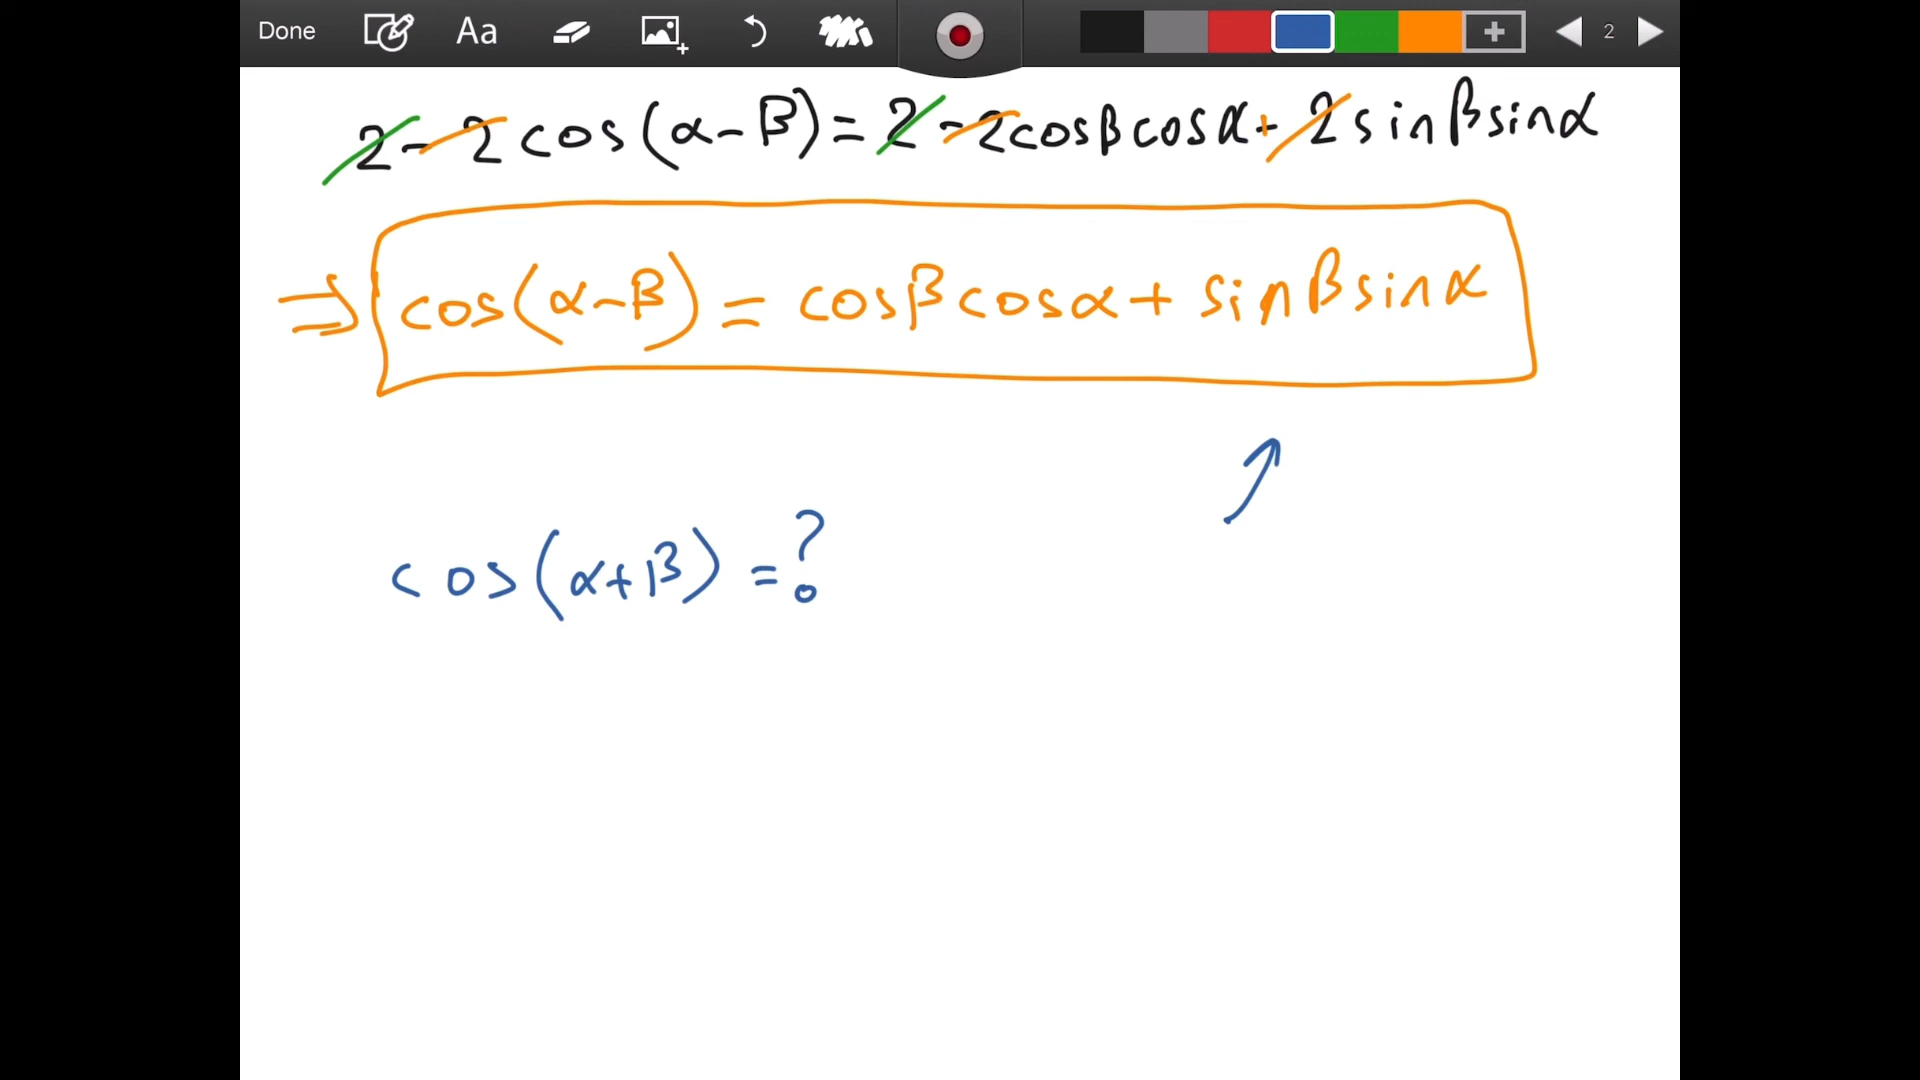 Done Aa 2
2 - 2cos(α-β) = 2 - 2cosβcosα + 2sinβsinα
⇒ cos(α-β) = cosβcosα + sinβsinα
cos(α+β) = ?